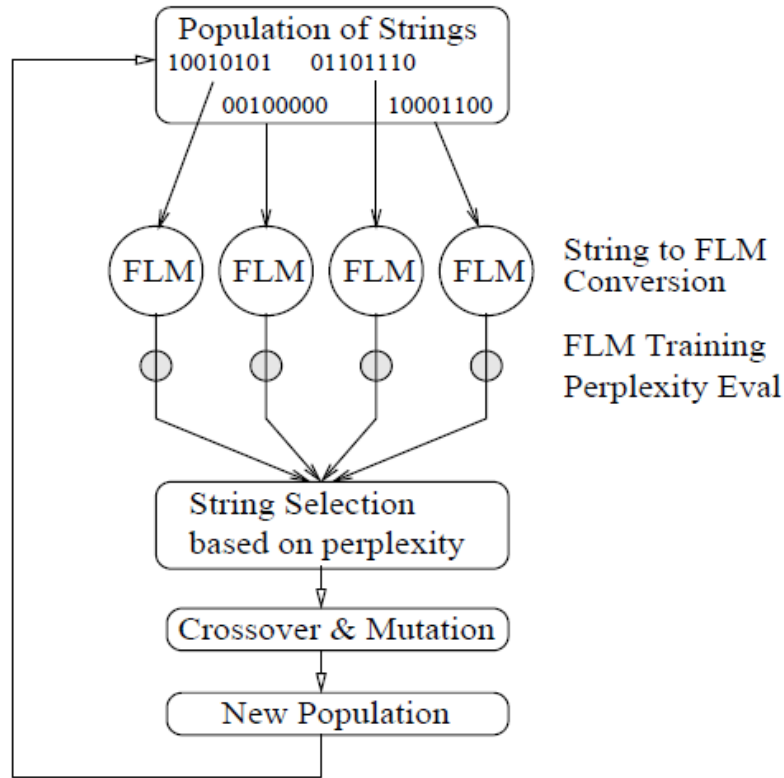 Population of Strings
10010101 01101110
00100000 10001100
FLM FLM FLM FLM
String to FLM
Conversion
FLM Training
Perplexity Eval
String Selection
based on perplexity
Crossover & Mutation
New Population